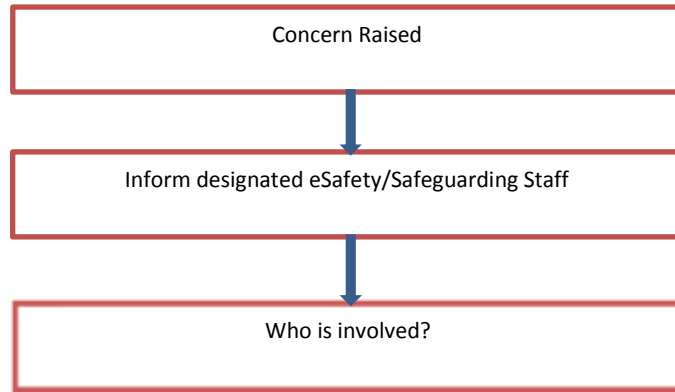 Concern Raised
Inform designated eSafety/Safeguarding Staff
Who is involved?